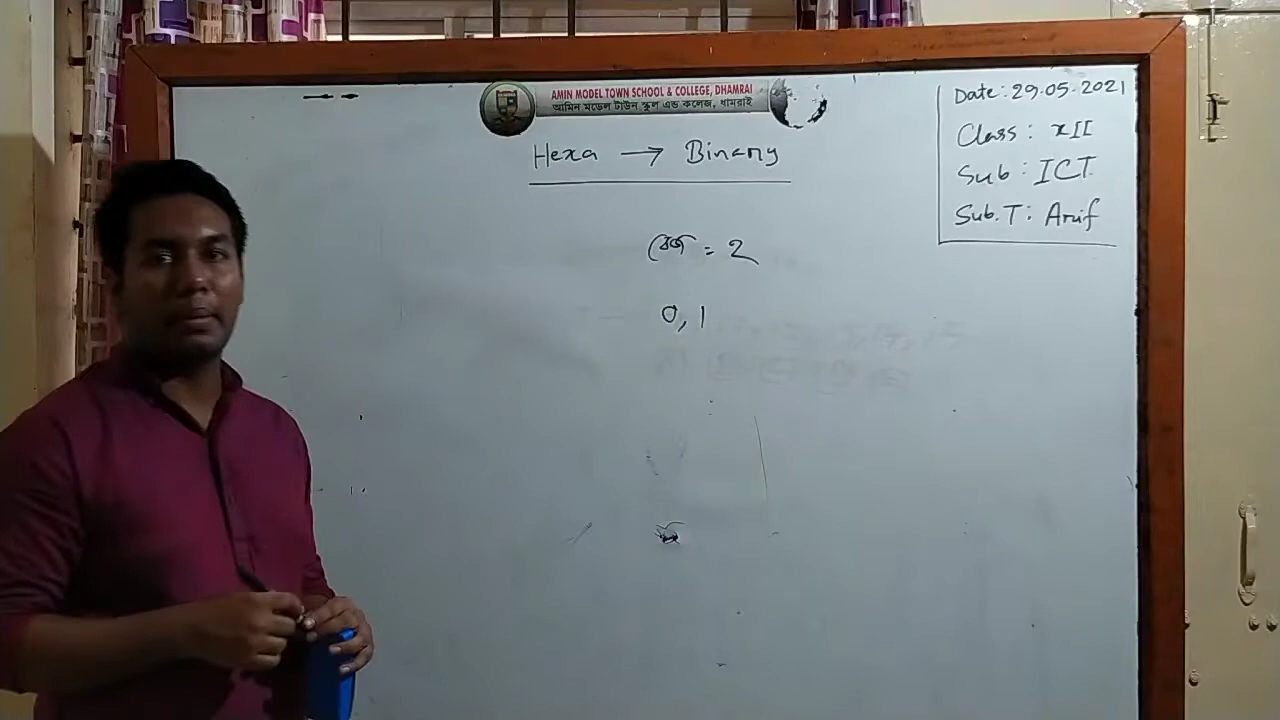 AMIN MODEL TOWN SCHOOL & COLLEGE, DHAMRAI
আমিন মডেল টাউন স্কুল এন্ড কলেজ, ধামরাই
Hexa → Binary
বেজ = 2
0, 1
Date: 29.05.2021
Class: XII
Sub: ICT
Sub.T: Arif